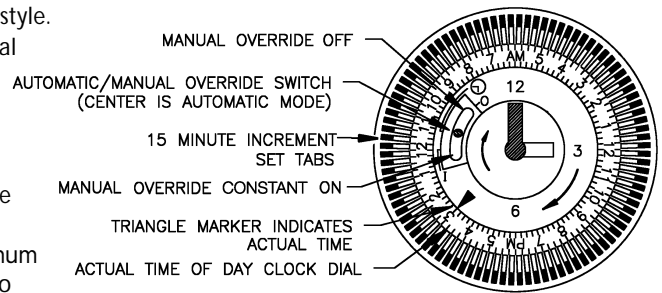 style.
al
MANUAL OVERRIDE OFF
AUTOMATIC/MANUAL OVERRIDE SWITCH
(CENTER IS AUTOMATIC MODE)
15 MINUTE INCREMENT
SET TABS
MANUAL OVERRIDE CONSTANT ON
e
TRIANGLE MARKER INDICATES
ACTUAL TIME
num
ACTUAL TIME OF DAY CLOCK DIAL
o
AM
12
O
3
I
6
PM